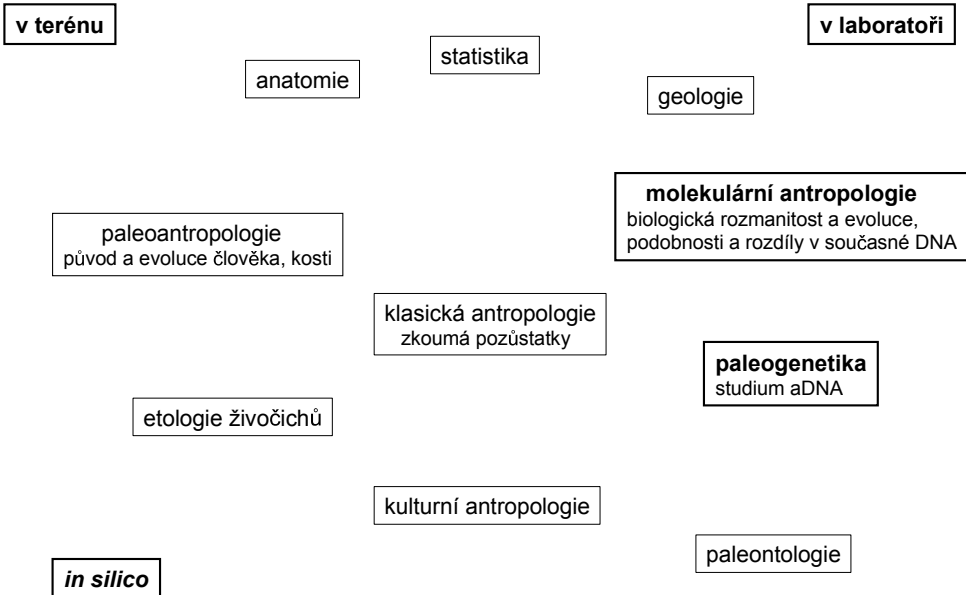 v terénu
v laboratoři
statistika
anatomie
geologie
molekulární antropologie
biologická rozmanitost a evoluce,
podobnosti a rozdíly v současné DNA
paleoantropologie
původ a evoluce člověka, kosti
klasická antropologie
zkoumá pozůstatky
paleogenetika
studium aDNA
etologie živočichů
kulturní antropologie
paleontologie
in silico